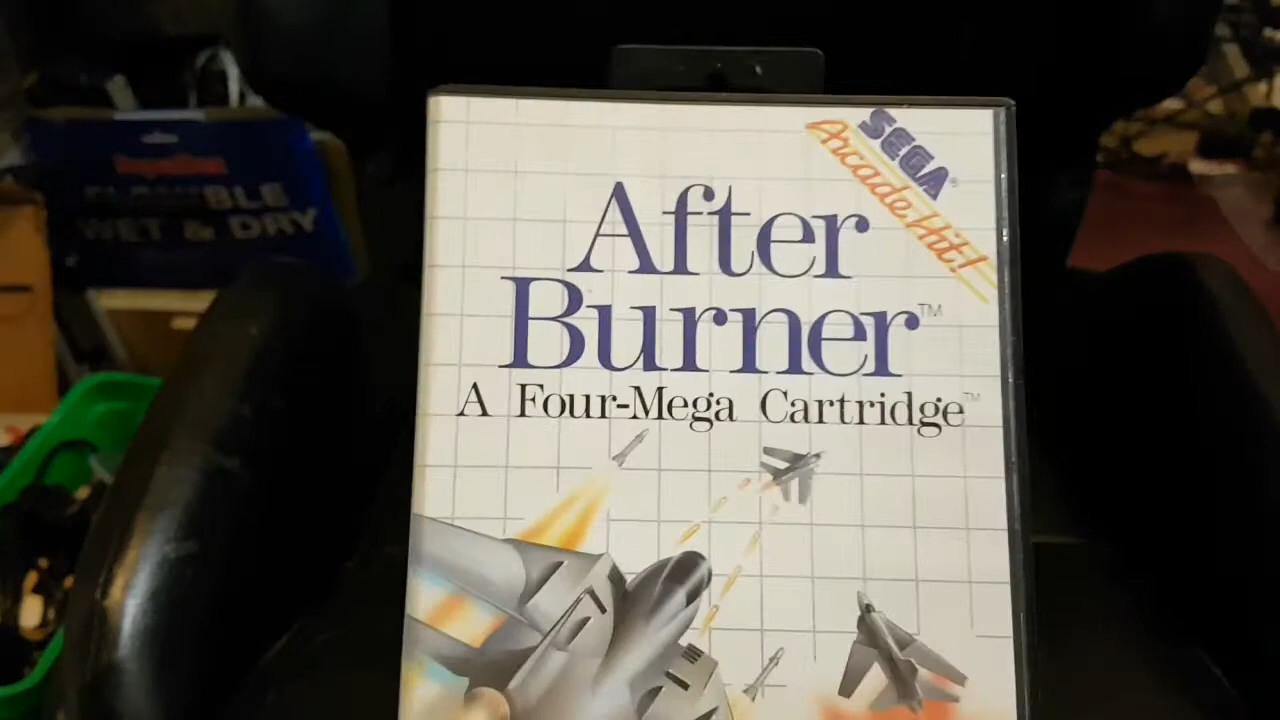 SEGA®
Arcade Hit!
After
Burner™
A Four-Mega Cartridge™
WET & DRY